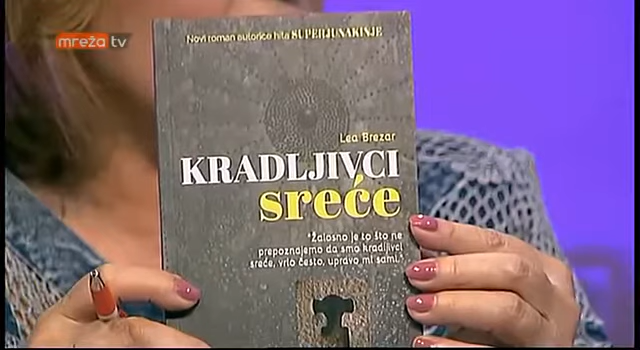 mreža tv
Novi roman autorice hita SUPERJUNAKINJE
Lea Brezar
KRADLJIVCI
sreće
"Žalosno je to što ne
prepoznajemo da smo kradljivci
sreće, vrlo često, upravo mi sami."